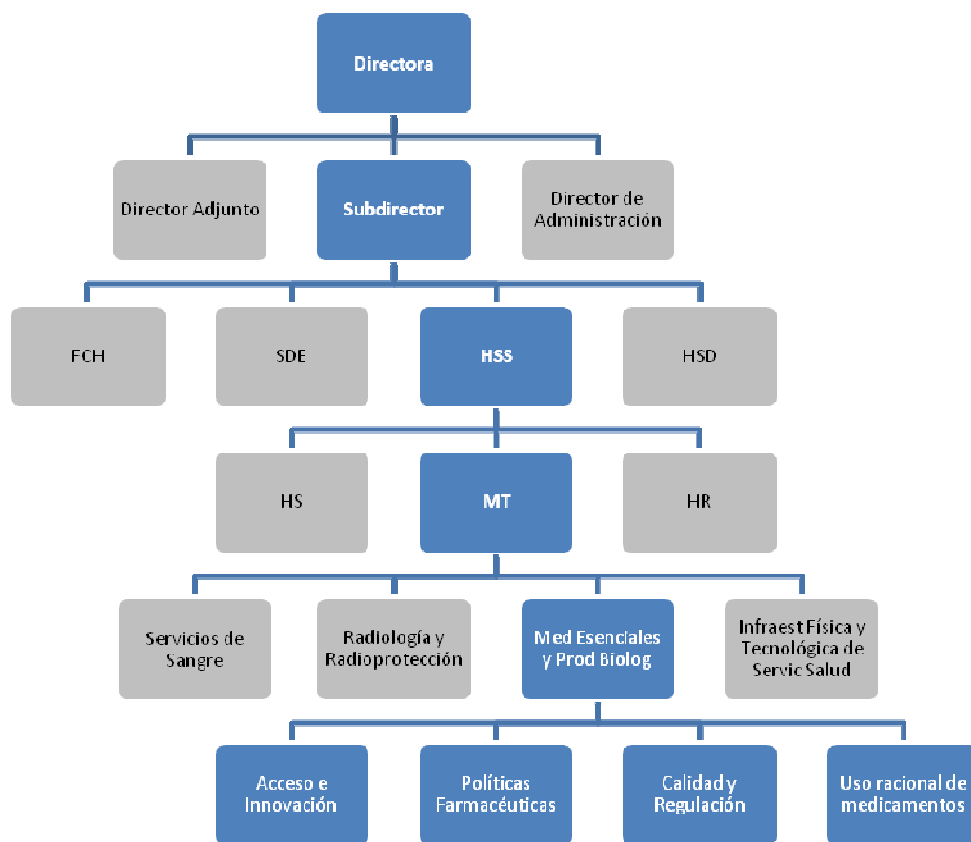 Directora
Director Adjunto
Subdirector
Director de
Administración
FCH
SDE
HSS
HSD
HS
MT
HR
Servicios de
Sangre
Radiología y
Radioprotección
Med Esenciales
y Prod Biolog
Infraest Física y
Tecnológica de
Servic Salud
Acceso e
Innovación
Políticas
Farmacéuticas
Calidad y
Regulación
Uso racional de
medicamentos